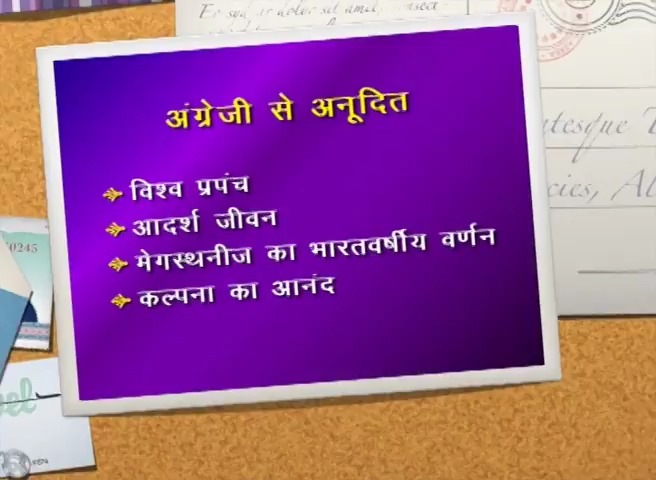 अंग्रेजी से अनूदित
विश्व प्रपंच
आदर्श जीवन
मेगस्थनीज का भारतवर्षीय वर्णन
कल्पना का आनंद